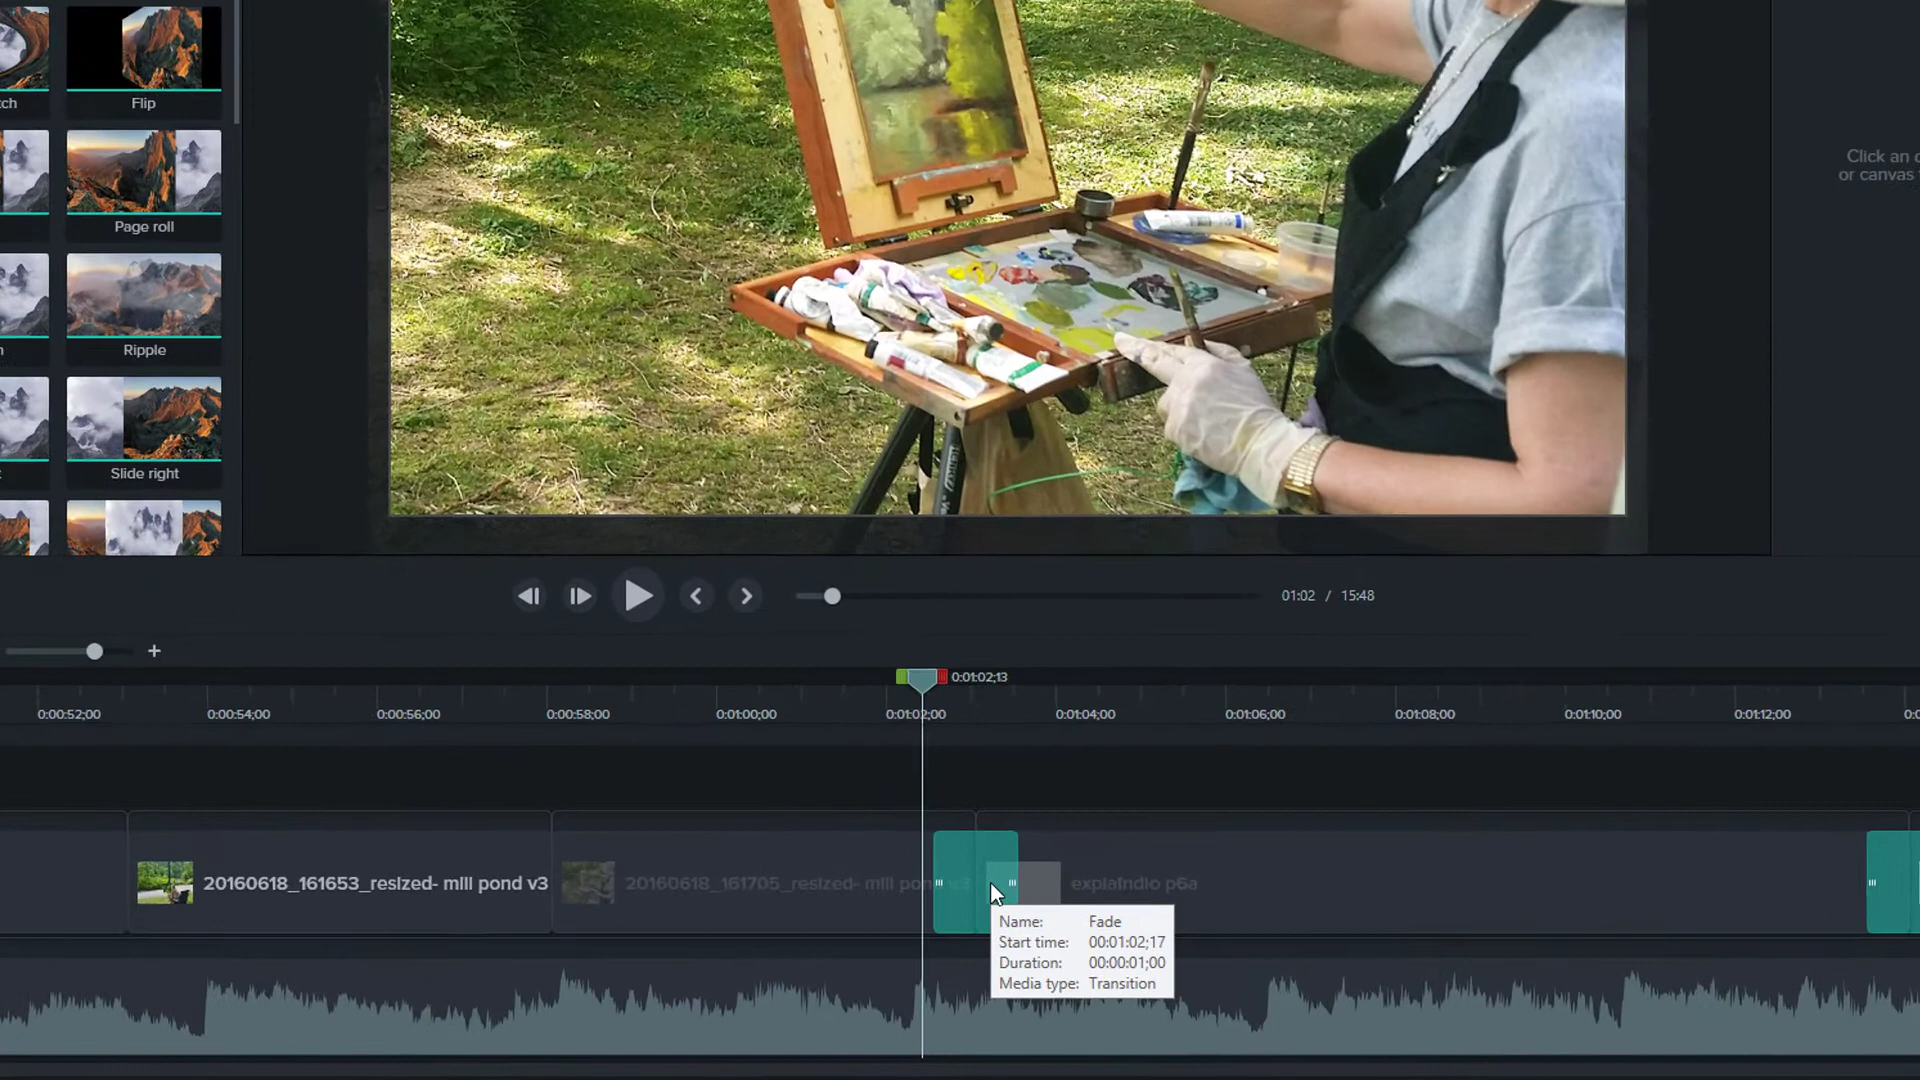 tch
Flip
Page roll
Ripple
Slide right
Click an o
or canvas
01:02 / 15:48
+
0:01:02;13
0:00:52;00
0:00:54;00
0:00:56;00
0:00:58;00
0:01:00;00
0:01:02;00
0:01:04;00
0:01:06;00
0:01:08;00
0:01:10;00
0:01:12;00
20160618_161653_resized- mill pond v3
20160618_161705_resized- mill pond v3
explaindio p6a
Name: Fade
Start time: 00:01:02;17
Duration: 00:00:01;00
Media type: Transition